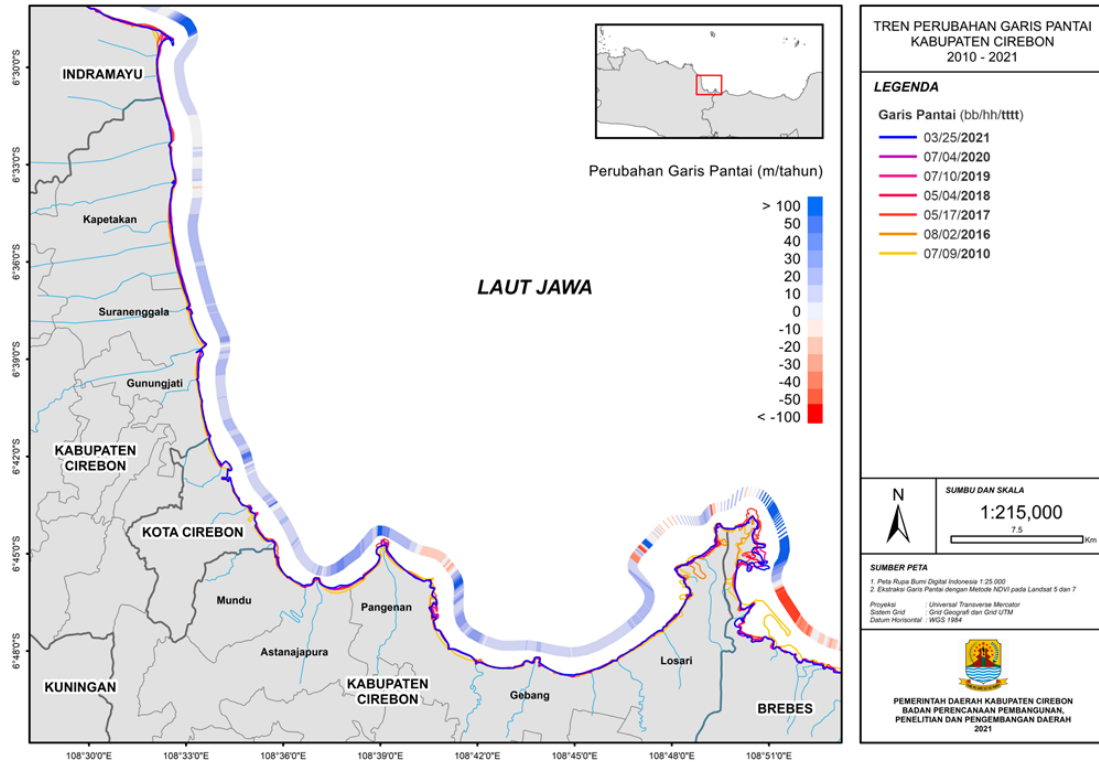 TREN PERUBAHAN GARIS PANTAI
KABUPATEN CIREBON
2010 - 2021
LEGENDA
Garis Pantai (bb/hh/tttt)
03/25/2021
07/04/2020
07/10/2019
05/04/2018
05/17/2017
08/02/2016
07/09/2010
N
SUMBU DAN SKALA
1:215,000
7.5
Km
SUMBER PETA
1. Peta Rupa Bumi Digital Indonesia 1:25.000
2. Ekstraksi Garis Pantai dengan Metode NDVI pada Landsat 5 dan 7
Proyeksi : Universal Transverse Mercator
Sistem Grid : Grid Geografi dan Grid UTM
Datum Horisontal : WGS 1984
PEMERINTAH DAERAH KABUPATEN CIREBON
BADAN PERENCANAAN PEMBANGUNAN,
PENELITIAN DAN PENGEMBANGAN DAERAH
2021
Perubahan Garis Pantai (m/tahun)
> 100
50
40
30
20
10
0
-10
-20
-30
-40
-50
< -100
LAUT JAWA
INDRAMAYU
Kapetakan
Suranenggala
Gunungjati
KABUPATEN
CIREBON
KOTA CIREBON
Mundu
Astanajapura
Pangenan
KABUPATEN
CIREBON
Gebang
Losari
KUNINGAN
BREBES
6°30'0"S
6°33'0"S
6°36'0"S
6°39'0"S
6°42'0"S
6°45'0"S
6°48'0"S
108°30'0"E
108°33'0"E
108°36'0"E
108°39'0"E
108°42'0"E
108°45'0"E
108°48'0"E
108°51'0"E